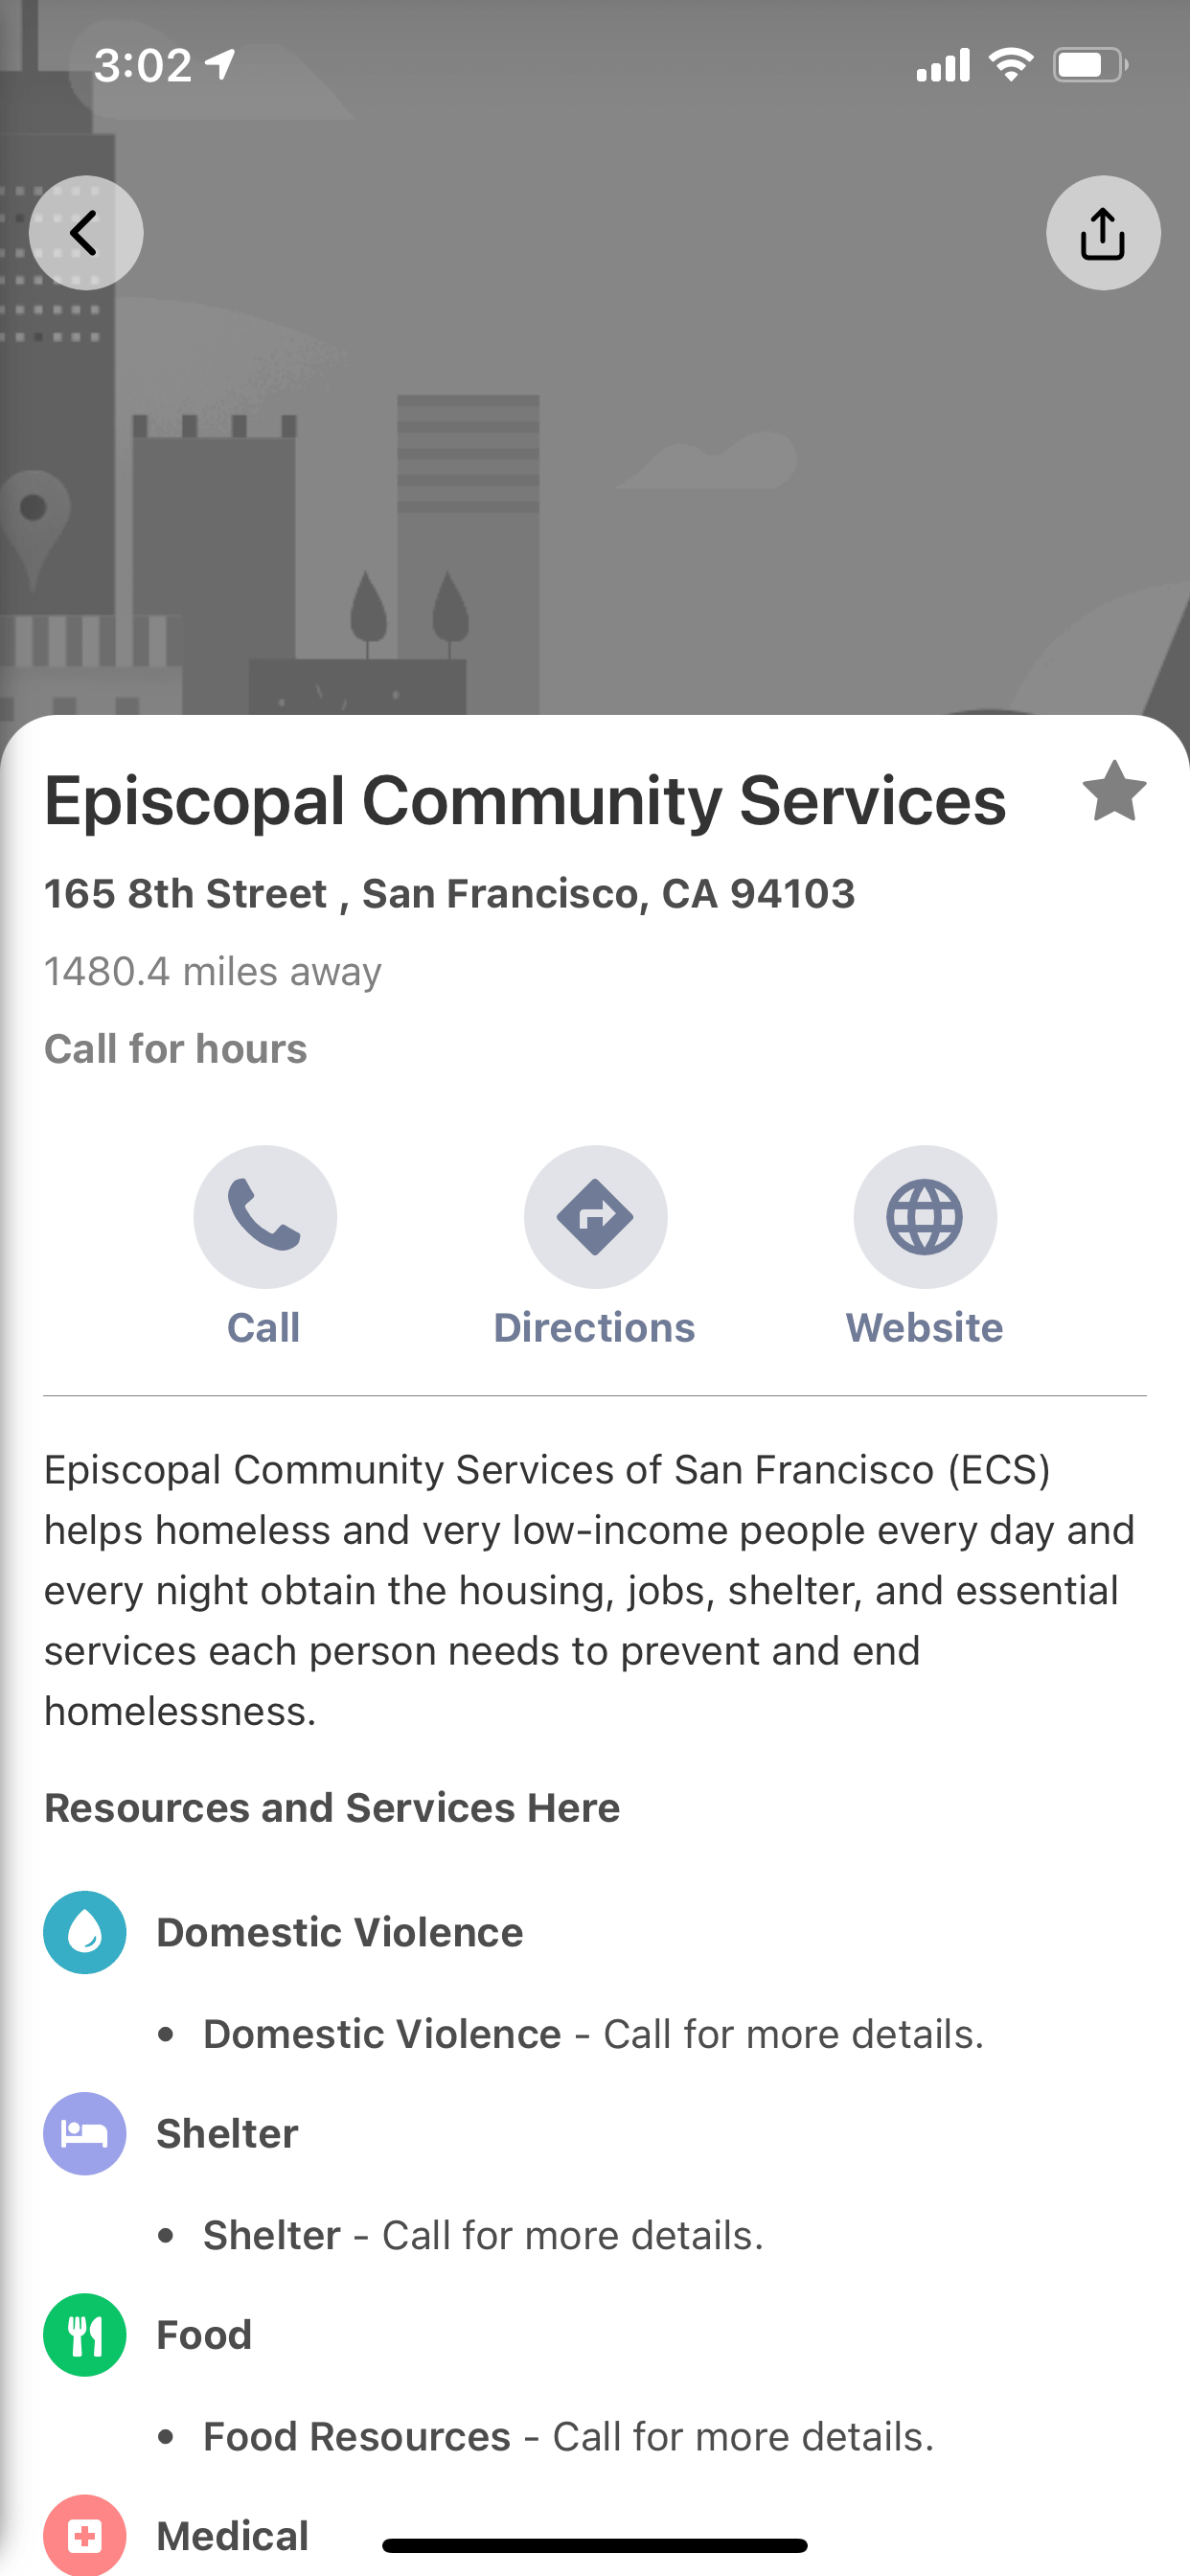 3:02
Episcopal Community Services
165 8th Street , San Francisco, CA 94103
1480.4 miles away
Call for hours
Call
Directions
Website
Episcopal Community Services of San Francisco (ECS)
helps homeless and very low-income people every day and
every night obtain the housing, jobs, shelter, and essential
services each person needs to prevent and end
homelessness.
Resources and Services Here
Domestic Violence
• Domestic Violence - Call for more details.
Shelter
• Shelter - Call for more details.
Food
• Food Resources - Call for more details.
Medical